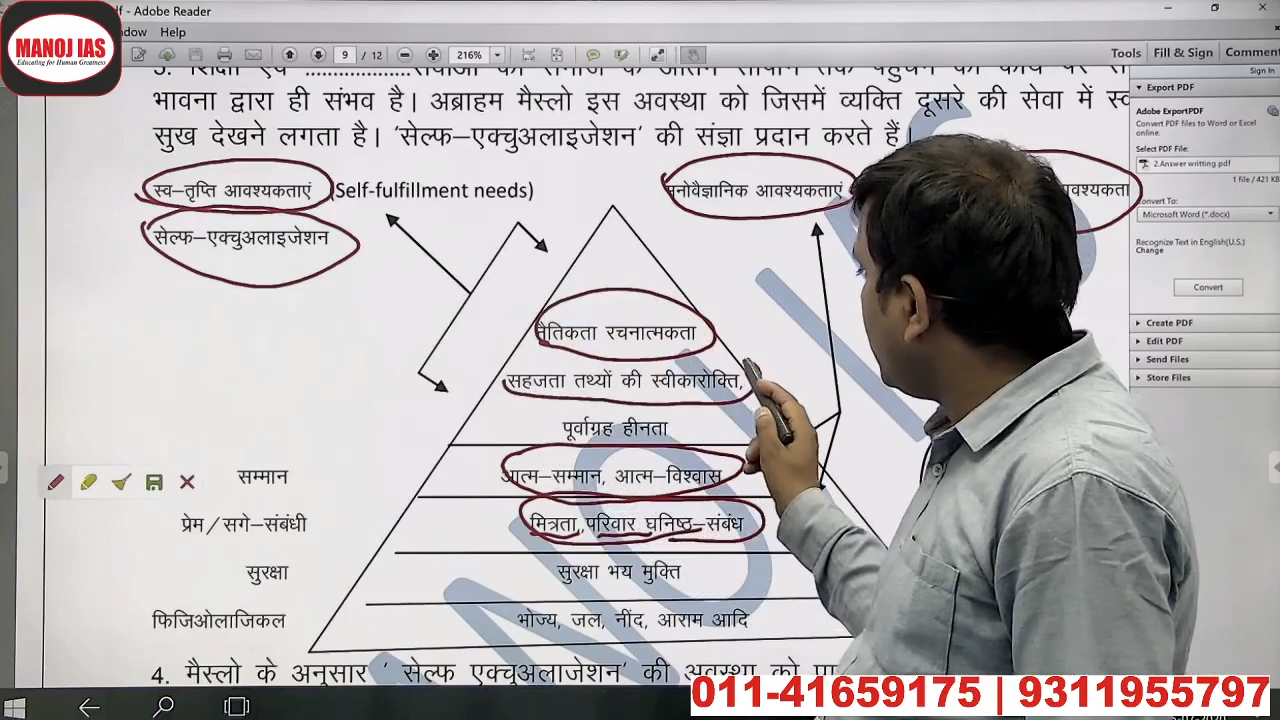 df - Adobe Reader
MANOJ IAS
Educating for Human Greatness
ndow Help
9 / 12
216%
Tools Fill & Sign Comment
Sign In
Export PDF
Adobe ExportPDF
Convert PDF files to Word or Excel online.
Select PDF File:
2.Answer writting.pdf
1 file / 421 KB
Convert To:
Microsoft Word (*.docx)
Recognize Text in English(U.S.)
Change
Convert
Create PDF
Edit PDF
Send Files
Store Files
भावना द्वारा ही संभव है। अब्राहम मैस्लो इस अवस्था को जिसमें व्यक्ति दूसरे की सेवा में स्व
सुख देखने लगता है। ‘सेल्फ–एक्चुअलाइजेशन’ की संज्ञा प्रदान करते हैं।
स्व–तृप्ति आवश्यकताएं (Self-fulfillment needs)
मनोवैज्ञानिक आवश्यकताएं
सेल्फ–एक्चुअलाइजेशन
नैतिकता रचनात्मकता
सहजता तथ्यों की स्वीकारोक्ति,
पूर्वाग्रह हीनता
सम्मान आत्म–सम्मान, आत्म–विश्वास
प्रेम/सगे–संबंधी मित्रता,परिवार घनिष्ठ–संबंध
सुरक्षा सुरक्षा भय मुक्ति
फिजिओलाजिकल भोज्य, जल, नींद, आराम आदि
4. मैस्लो के अनुसार ‘ सेल्फ एक्चुअलाजेशन’ की अवस्था को
011-41659175 | 9311955797